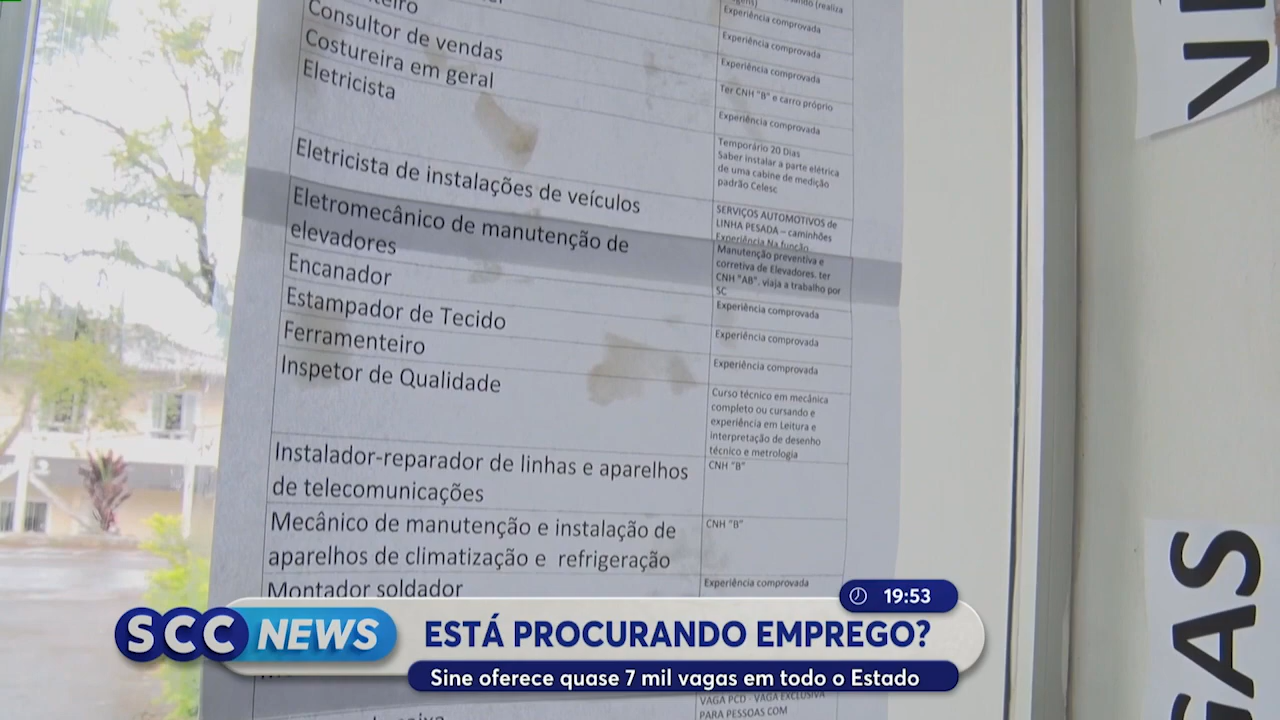 Experiência comprovada
Consultor de vendas
Experiência comprovada
Costureira em geral
Experiência comprovada
Eletricista
Ter CNH "B" e carro próprio
Experiência comprovada
Temporário 20 Dias
Saber instalar a parte elétrica
de uma cabine de medição
padrão Celesc
Eletricista de instalações de veículos
SERVIÇOS AUTOMOTIVOS de
LINHA PESADA – caminhões
Experiência Na função
Eletromecânico de manutenção de
elevadores
Manutenção preventiva e
corretiva de Elevadores, ter
CNH "AB", viaja a trabalho por
SC
Encanador
Experiência comprovada
Estampador de Tecido
Experiência comprovada
Ferramenteiro
Experiência comprovada
Inspetor de Qualidade
Curso técnico em mecânica
completo ou cursando e
experiência em Leitura e
interpretação de desenho
técnico e metrologia
Instalador-reparador de linhas e aparelhos
de telecomunicações
CNH "B"
Mecânico de manutenção e instalação de
aparelhos de climatização e refrigeração
CNH "B"
Montador soldador
Experiência comprovada
19:53
SCC NEWS
ESTÁ PROCURANDO EMPREGO?
Sine oferece quase 7 mil vagas em todo o Estado
VAGA PCD - VAGA EXCLUSIVA
PARA PESSOAS COM
GAS